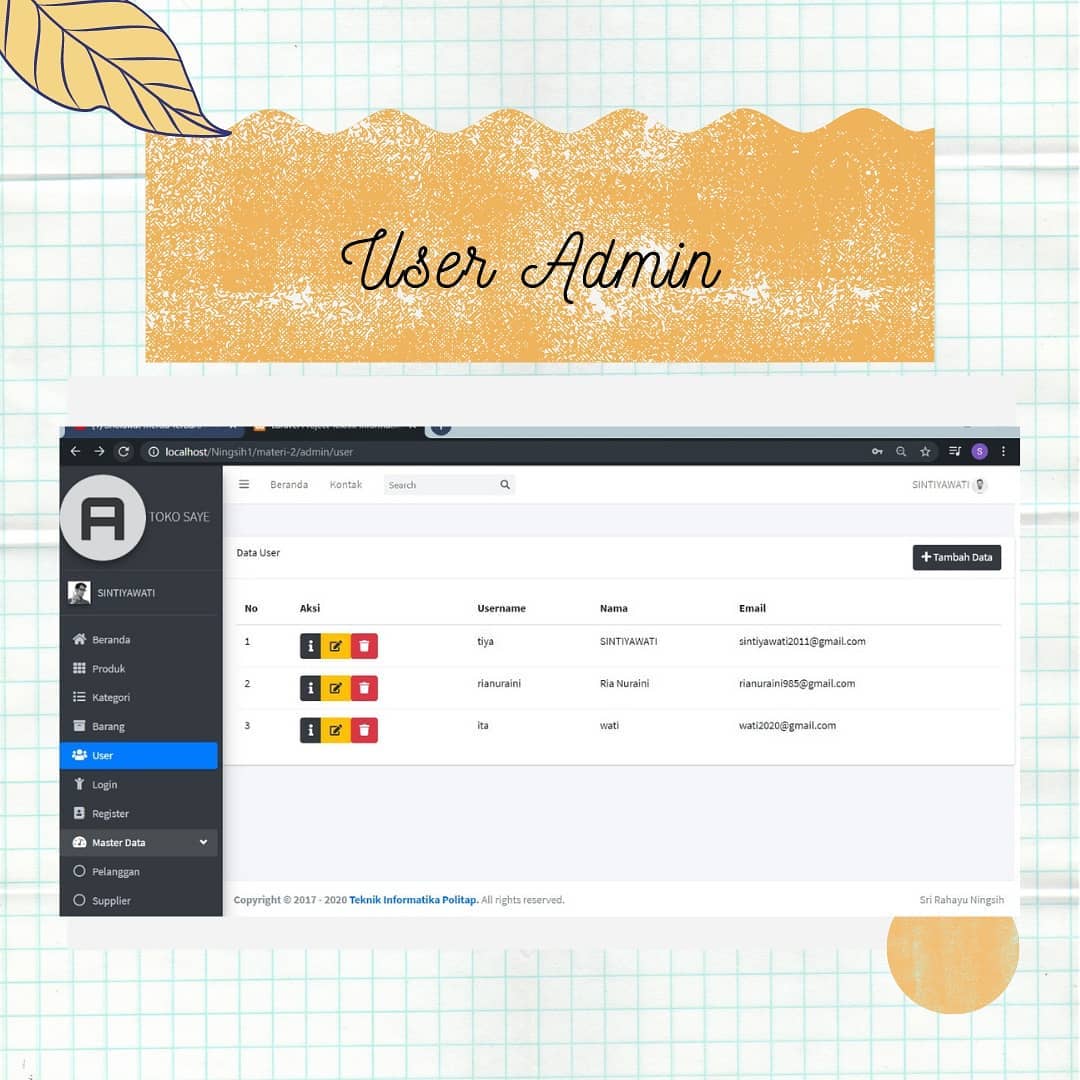 User Admin
localhost/Ningsih1/materi-2/admin/user
S
TOKO SAYE
Beranda Kontak Search SINTIYAWATI
SINTIYAWATI
Data User
+Tambah Data
No Aksi Username Nama Email
1 tiya SINTIYAWATI sintiyawati2011@gmail.com
2 rianuraini Ria Nuraini rianuraini985@gmail.com
3 ita wati wati2020@gmail.com
Beranda
Produk
Kategori
Barang
User
Login
Register
Master Data
Pelanggan
Supplier
Copyright © 2017 - 2020 Teknik Informatika Politap. All rights reserved.
Sri Rahayu Ningsih